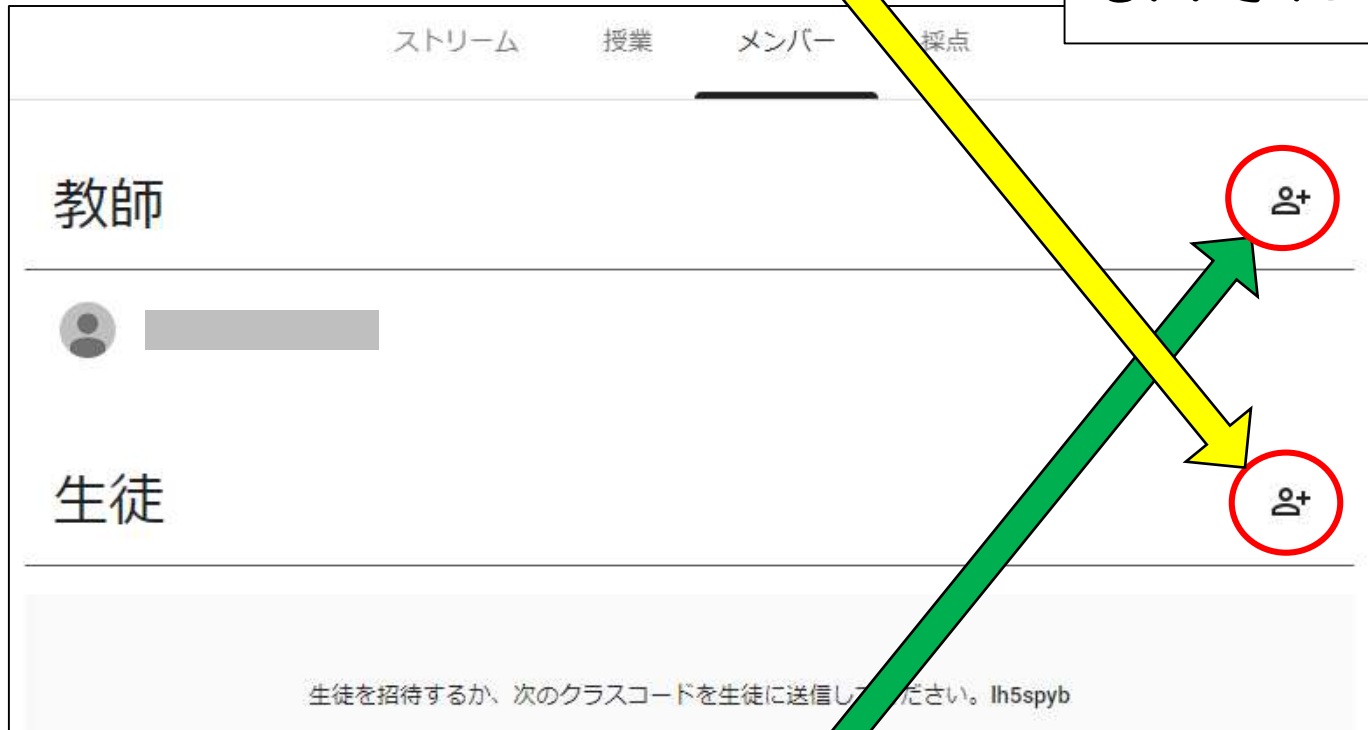 ストリーム 授業 メンバー 採点
教師
生徒
生徒を招待するか、次のクラスコードを生徒に送信してください。lh5spyb